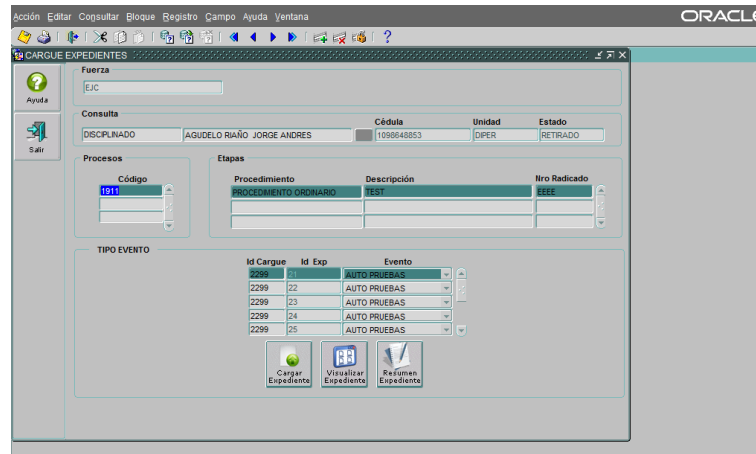 Acción Editar Consultar Bloque Registro Campo Ayuda Ventana
ORACLE
CARGUE EXPEDIENTES
Ayuda
Salir
Fuerza
EJC
Consulta
Cédula Unidad Estado
DISCIPLINADO AGUDELO RIAÑO JORGE ANDRES 1098648853 DIPER RETIRADO
Procesos
Código
1911
Etapas
Procedimiento Descripción Nro Radicado
PROCEDIMIENTO ORDINARIO TEST EEEE
TIPO EVENTO
Id Cargue Id Exp Evento
2299 21 AUTO PRUEBAS
2299 22 AUTO PRUEBAS
2299 23 AUTO PRUEBAS
2299 24 AUTO PRUEBAS
2299 25 AUTO PRUEBAS
Cargar Expediente
Visualizar Expediente
Resumen Expediente